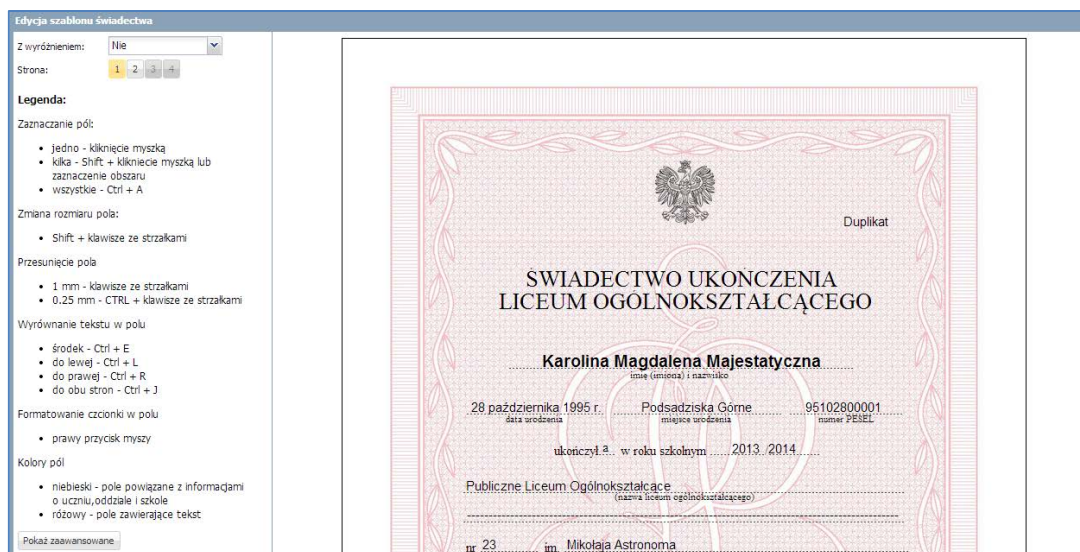 Edycja szablonu świadectwa
Z wyróżnieniem: Nie
Strona: 1 2 3 4
Legenda:
Zaznaczanie pól:
• jedno - kliknięcie myszką
• kilka - Shift + klikniecie myszką lub
zaznaczenie obszaru
• wszystkie - Ctrl + A
Zmiana rozmiaru pola:
• Shift + klawisze ze strzałkami
Przesunięcie pola
• 1 mm - klawisze ze strzałkami
• 0.25 mm - CTRL + klawisze ze strzałkami
Wyrównanie tekstu w polu
• środek - Ctrl + E
• do lewej - Ctrl + L
• do prawej - Ctrl + R
• do obu stron - Ctrl + J
Formatowanie czcionki w polu
• prawy przycisk myszy
Kolory pól
• niebieski - pole powiązane z informacjami
o uczniu,oddziale i szkole
• różowy - pole zawierające tekst
Pokaż zaawansowane
Duplikat
ŚWIADECTWO UKOŃCZENIA
LICEUM OGÓLNOKSZTAŁCĄCEGO
Karolina Magdalena Majestatyczna
imię (imiona) i nazwisko
28 października 1995 r. Podsadziska Górne 95102800001
data urodzenia miejsce urodzenia numer PESEL
ukończył a w roku szkolnym 2013 /2014
Publiczne Liceum Ogólnokształcące
(nazwa liceum ogólnokształcącego)
nr 23 im. Mikołaja Astronoma